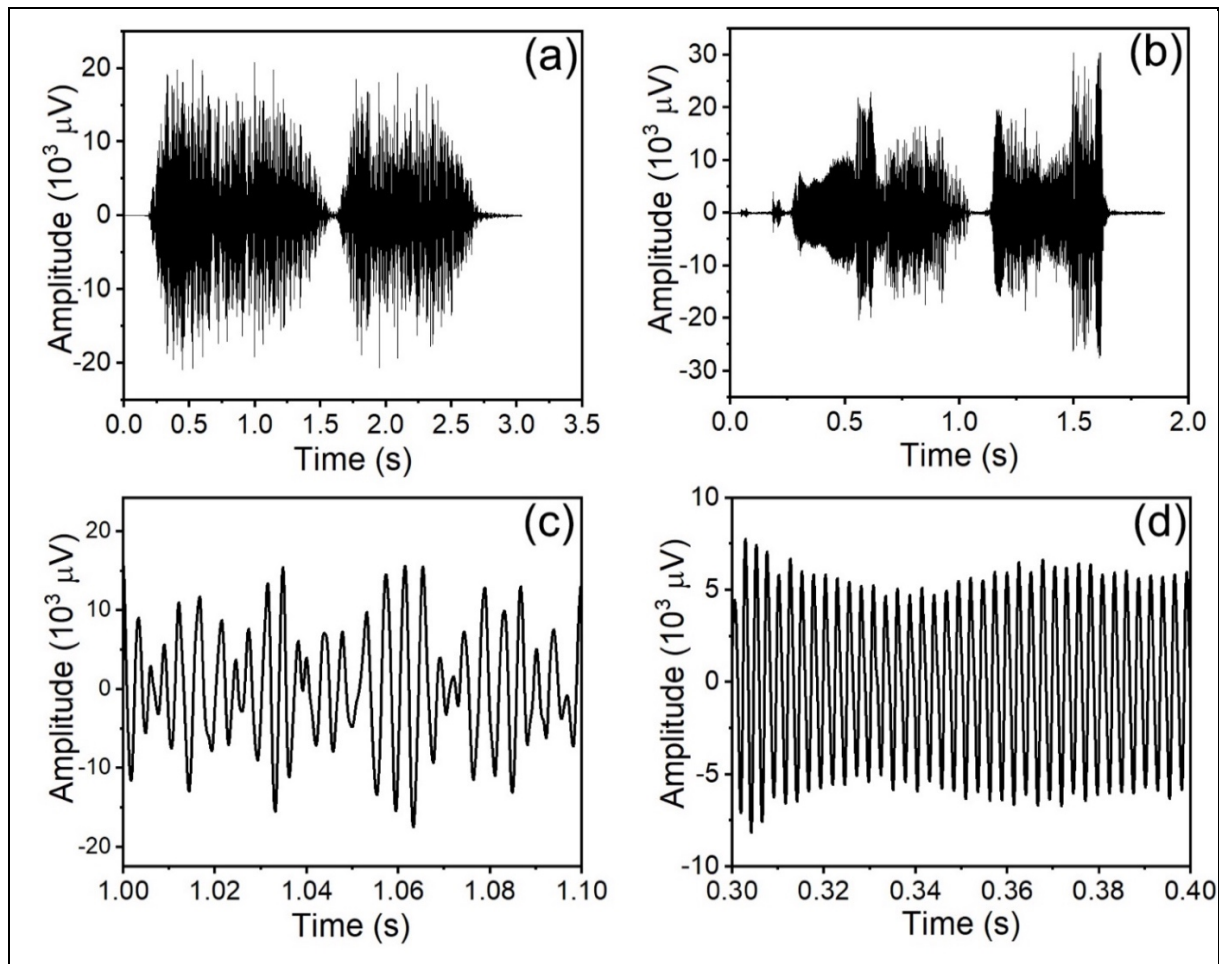 (a)
Amplitude (10³ μV)
20
10
0
-10
-20
0.0 0.5 1.0 1.5 2.0 2.5 3.0 3.5
Time (s)
(b)
Amplitude (10³ μV)
30
20
10
0
-10
-20
-30
0.0 0.5 1.0 1.5 2.0
Time (s)
(c)
Amplitude (10³ μV)
20
10
0
-10
-20
1.00 1.02 1.04 1.06 1.08 1.10
Time (s)
(d)
Amplitude (10³ μV)
10
5
0
-5
-10
0.30 0.32 0.34 0.36 0.38 0.40
Time (s)